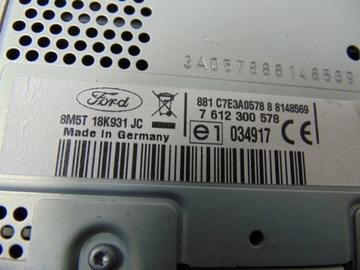 3A057888148569
Ford
881 C7E3A0578 8 8148569
8M5T 18K931 JC
7 612 300 578
Made in Germany
e1 034917 CE